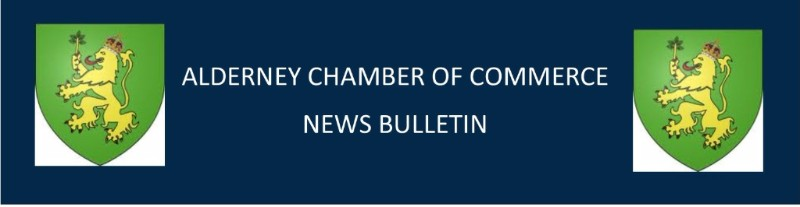 ALDERNEY CHAMBER OF COMMERCE
NEWS BULLETIN